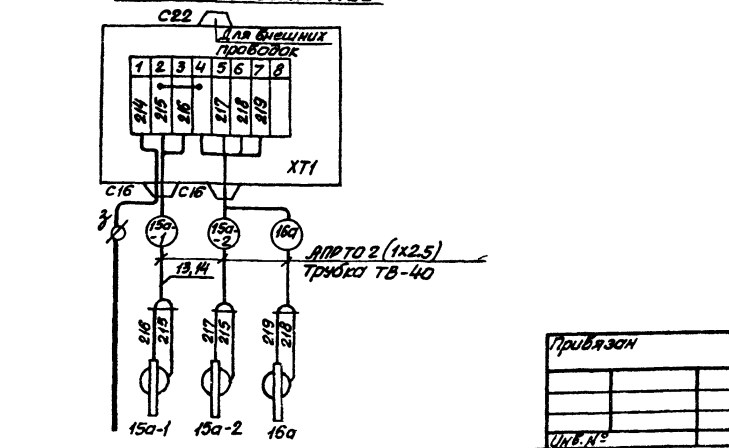 С22
Для внешних
проводок
1 2 3 4 5 6 7 8
214 215 216 217 218 219
ХТ1
С16 С16
З
15а-1 15а-2 16а
АПРТО 2 (1х2.5)
Трубка ТВ-40
13,14
216 215 217 215 219 218
15а-1 15а-2 16а
Привязан
Инв.№